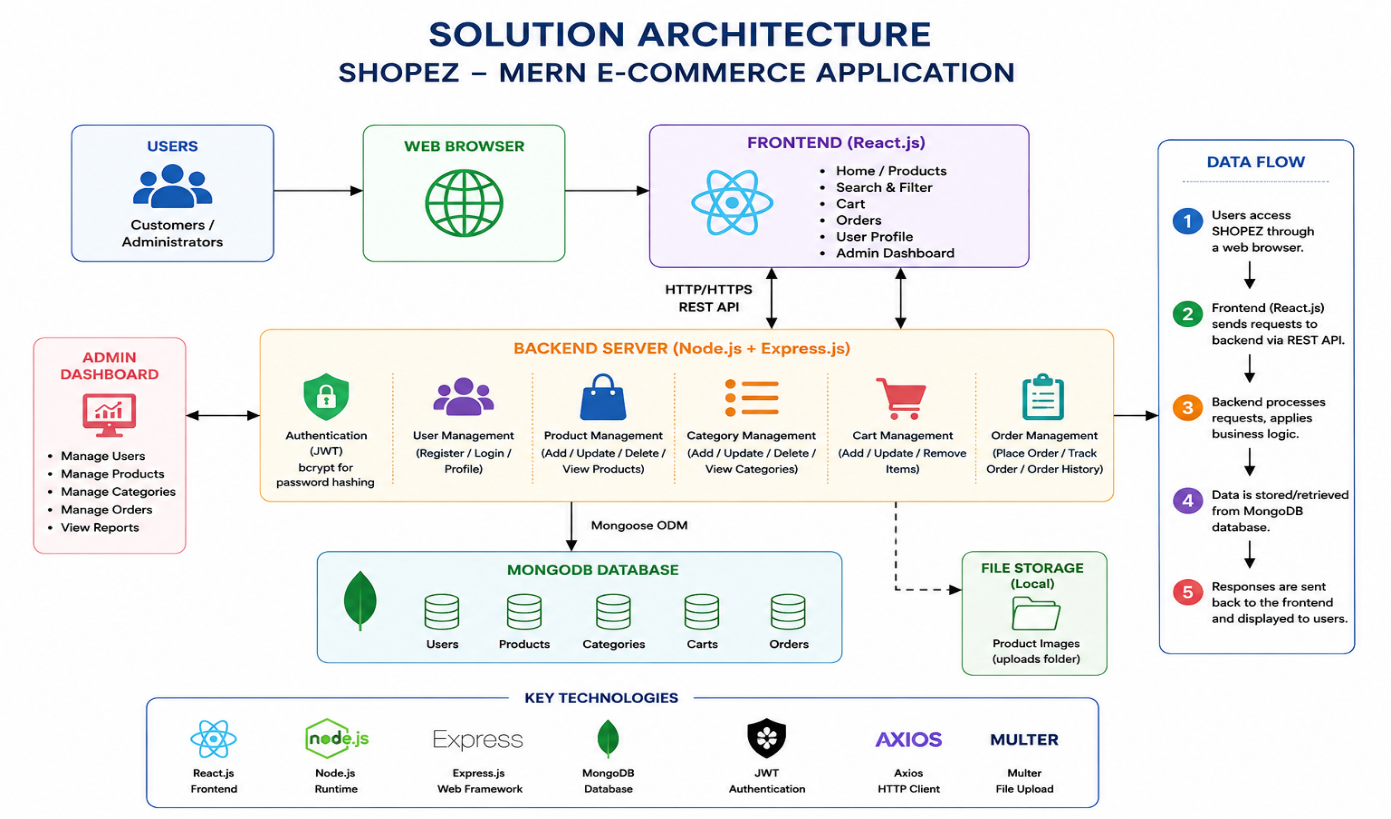 SOLUTION ARCHITECTURE
SHOPEZ – MERN E-COMMERCE APPLICATION
USERS
Customers /
Administrators
WEB BROWSER
FRONTEND (React.js)
• Home / Products
• Search & Filter
• Cart
• Orders
• User Profile
• Admin Dashboard
HTTP/HTTPS
REST API
ADMIN
DASHBOARD
• Manage Users
• Manage Products
• Manage Categories
• Manage Orders
• View Reports
BACKEND SERVER (Node.js + Express.js)
Authentication
(JWT)
bcrypt for
password hashing
User Management
(Register / Login /
Profile)
Product Management
(Add / Update / Delete /
View Products)
Category Management
(Add / Update / Delete /
View Categories)
Cart Management
(Add / Update / Remove
Items)
Order Management
(Place Order / Track
Order / Order History)
Mongoose ODM
MONGODB DATABASE
Users
Products
Categories
Carts
Orders
FILE STORAGE
(Local)
Product Images
(uploads folder)
DATA FLOW
1
Users access
SHOPEZ through
a web browser.
2
Frontend (React.js)
sends requests to
backend via REST API.
3
Backend processes
requests, applies
business logic.
4
Data is stored/retrieved
from MongoDB
database.
5
Responses are sent
back to the frontend
and displayed to users.
KEY TECHNOLOGIES
React.js
Frontend
node.js
Node.js
Runtime
Express
Express.js
Web Framework
MongoDB
Database
JWT
Authentication
AXIOS
Axios
HTTP Client
MULTER
Multer
File Upload